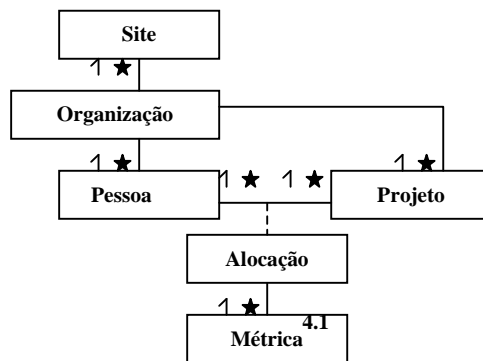 Site
1 ★
Organização
1 ★ 1 ★ 1 ★ 1 ★
Pessoa Projeto
Alocação
1 ★ 4.1
Métrica